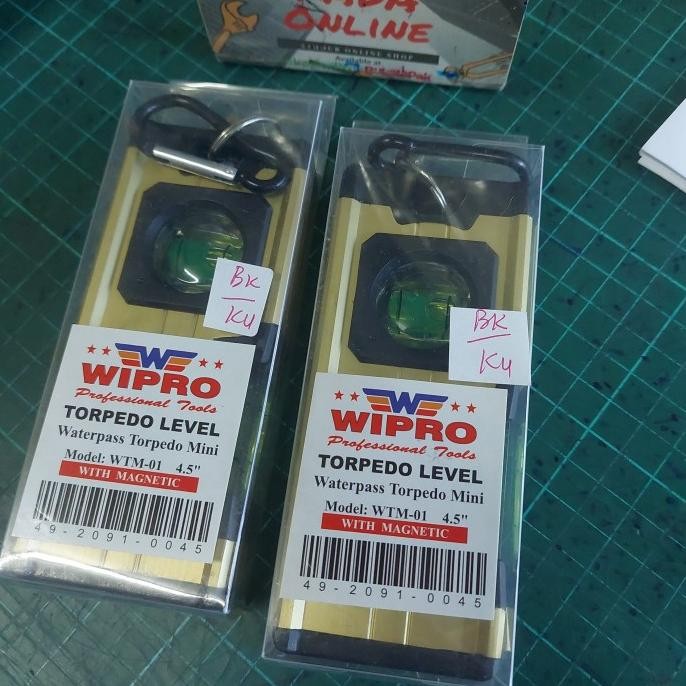 ONLINE
ONLINE SHOP
Available at
BK
KU
W
WIPRO
Professional Tools
TORPEDO LEVEL
Waterpass Torpedo Mini
Model: WTM-01 4.5"
WITH MAGNETIC
49-2091-0045
BK
KU
W
WIPRO
Professional Tools
TORPEDO LEVEL
Waterpass Torpedo Mini
Model: WTM-01 4.5"
WITH MAGNETIC
49-2091-0045